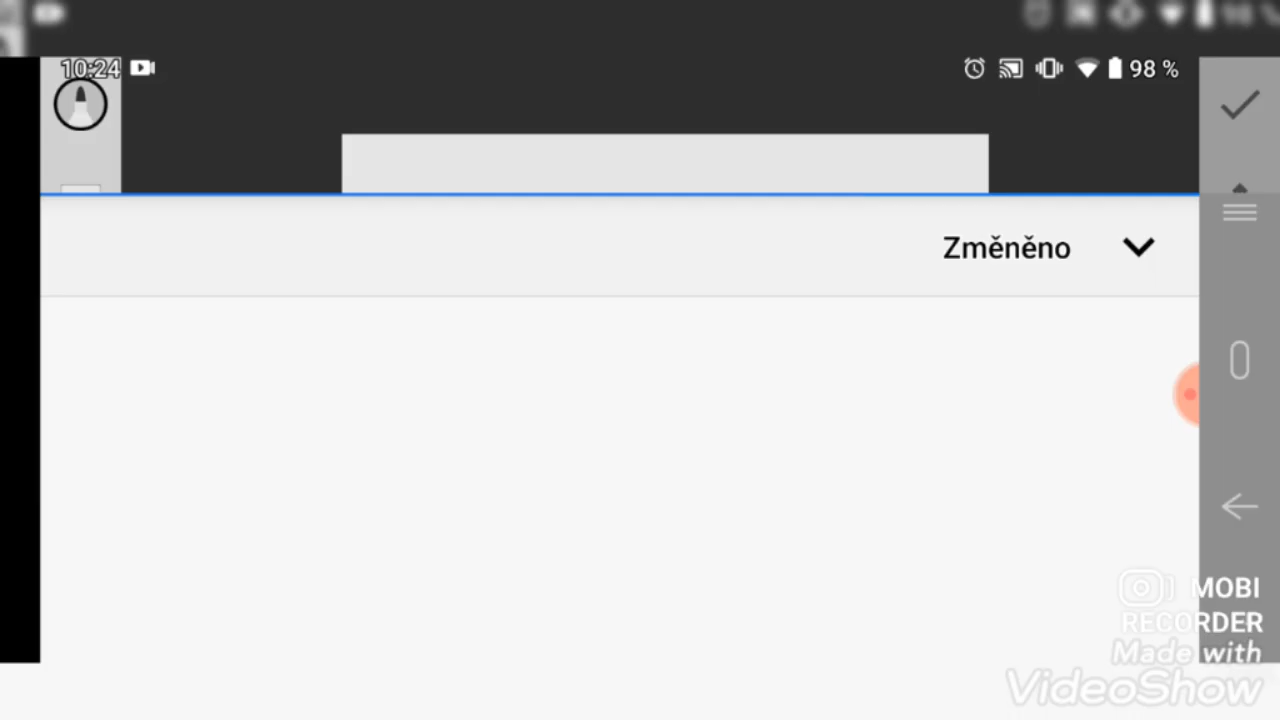 10:24
98 %
Změněno
MOBI
RECORDER
Made with
VideoShow